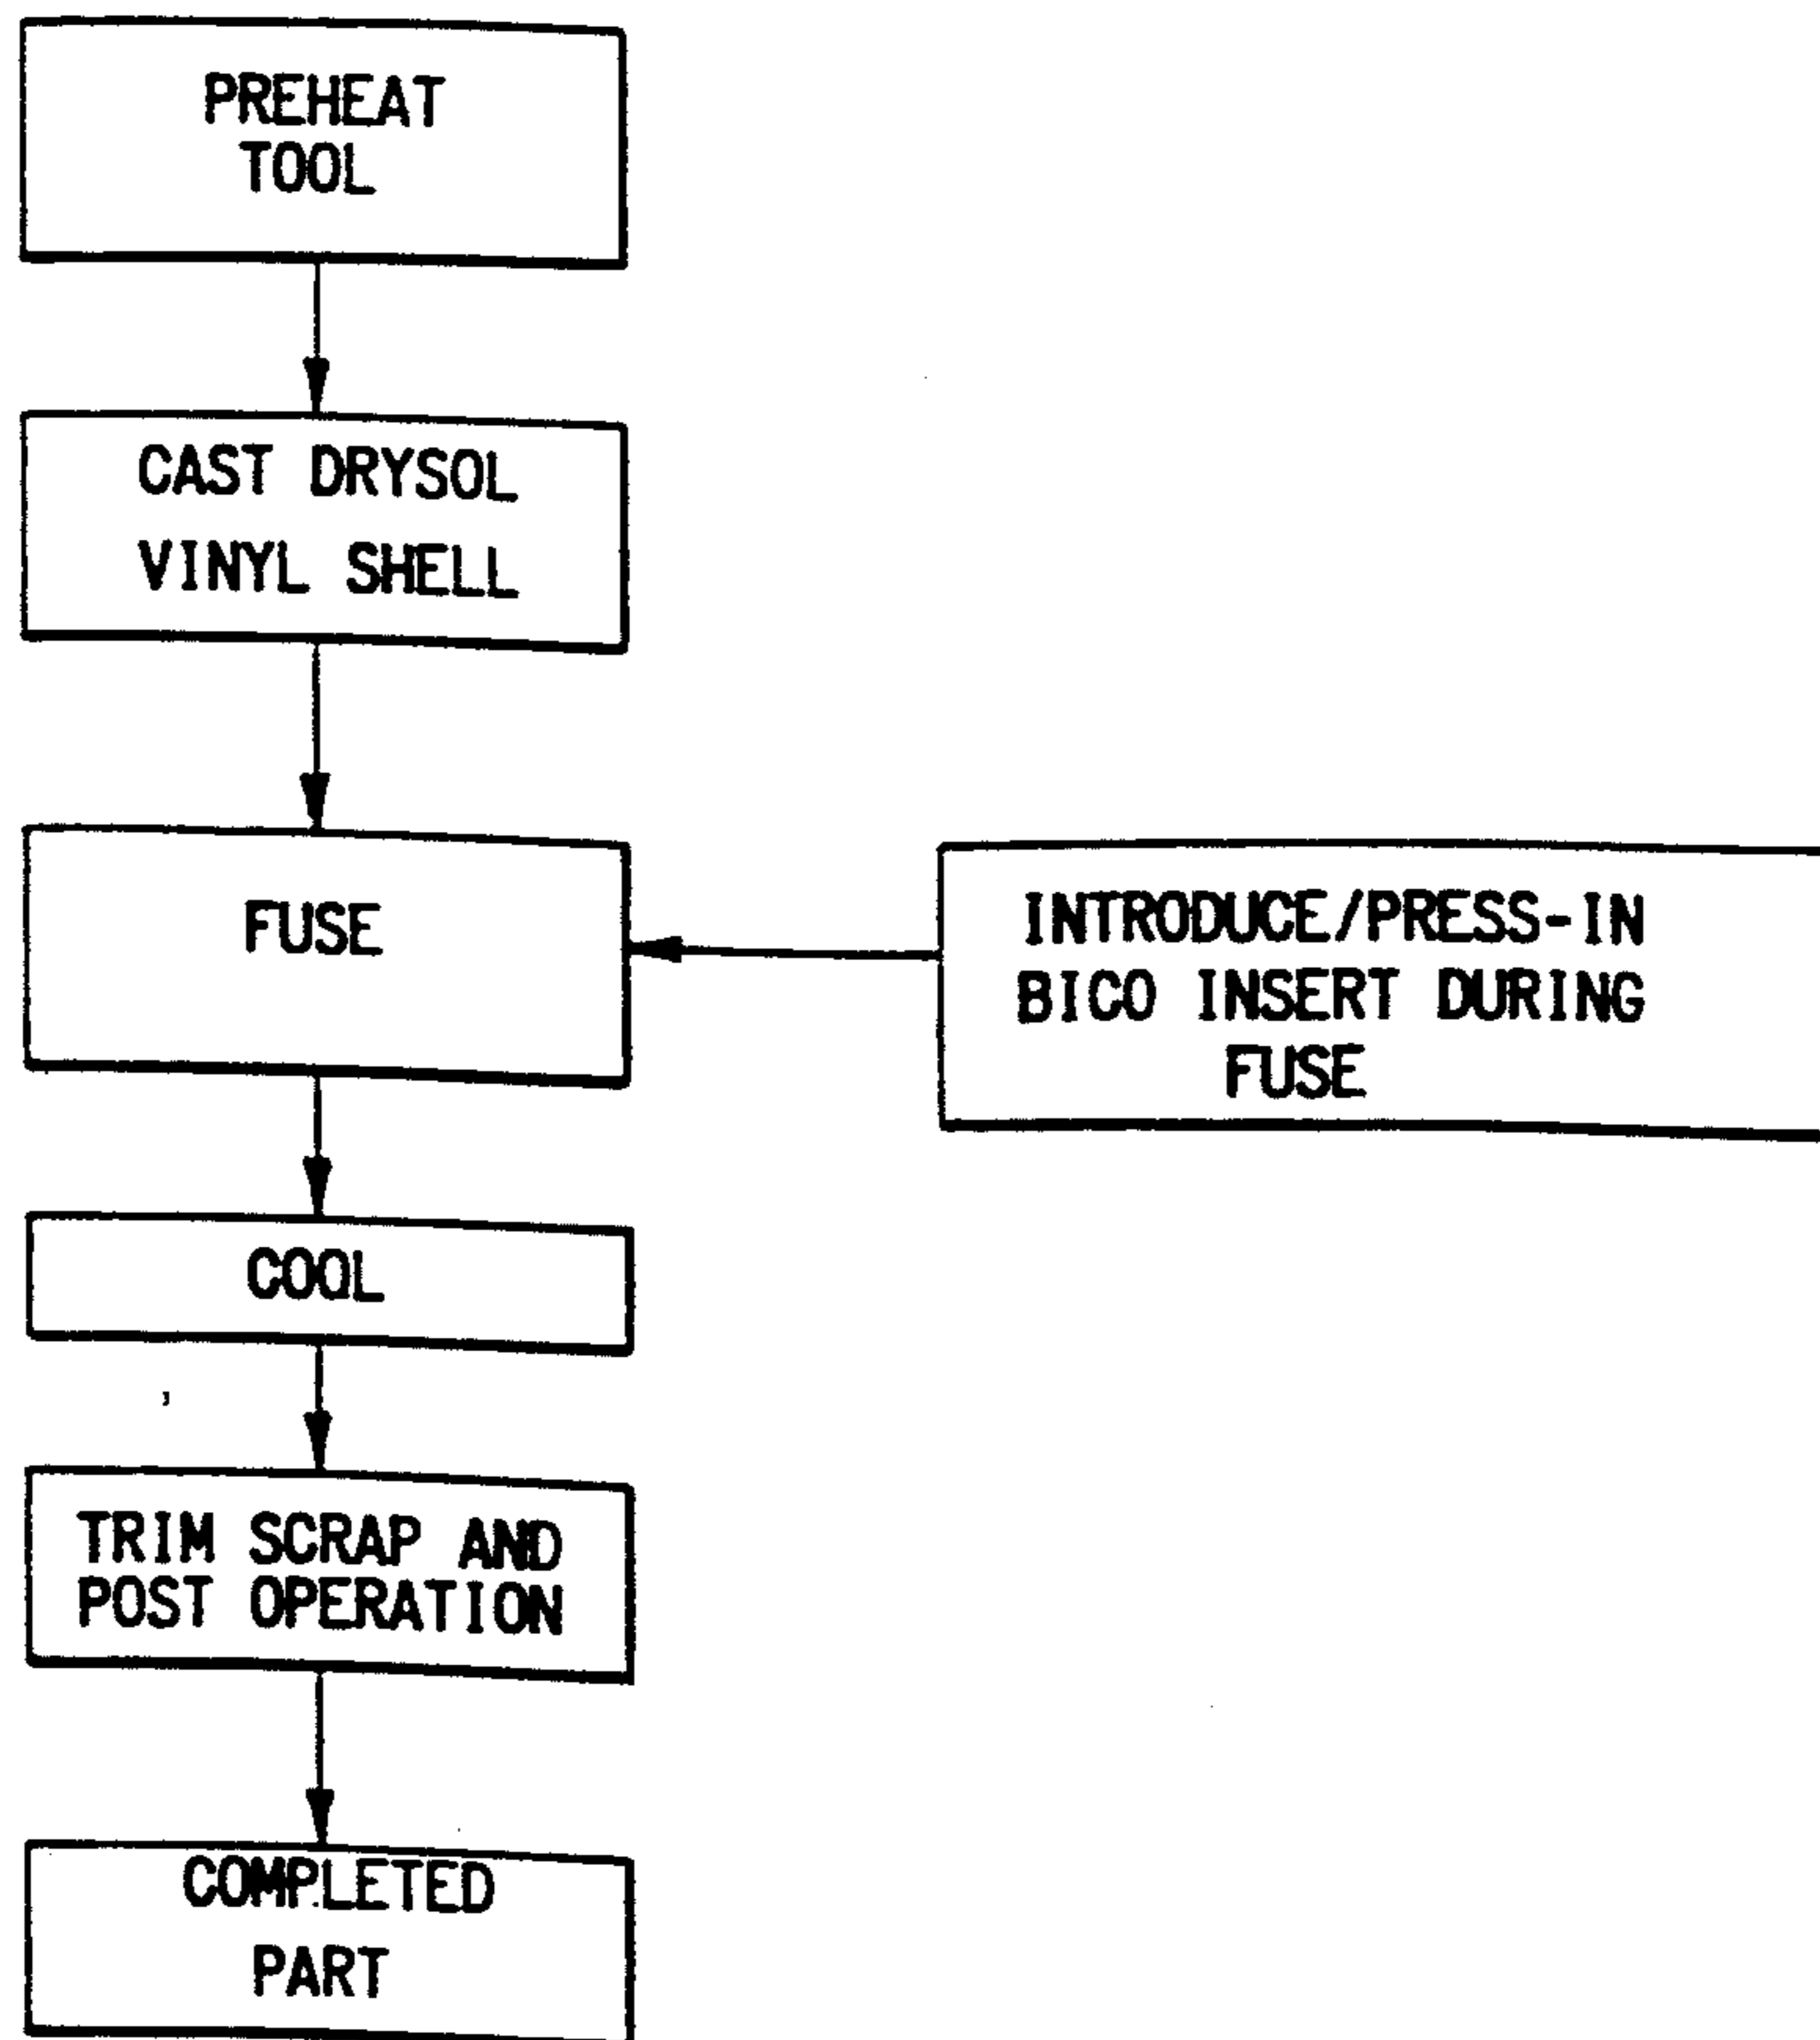 PREHEAT
TOOL
CAST DRYSOL
VINYL SHELL
FUSE
INTRODUCE/PRESS-IN
BICO INSERT DURING
FUSE
COOL
TRIM SCRAP AND
POST OPERATION
COMPLETED
PART